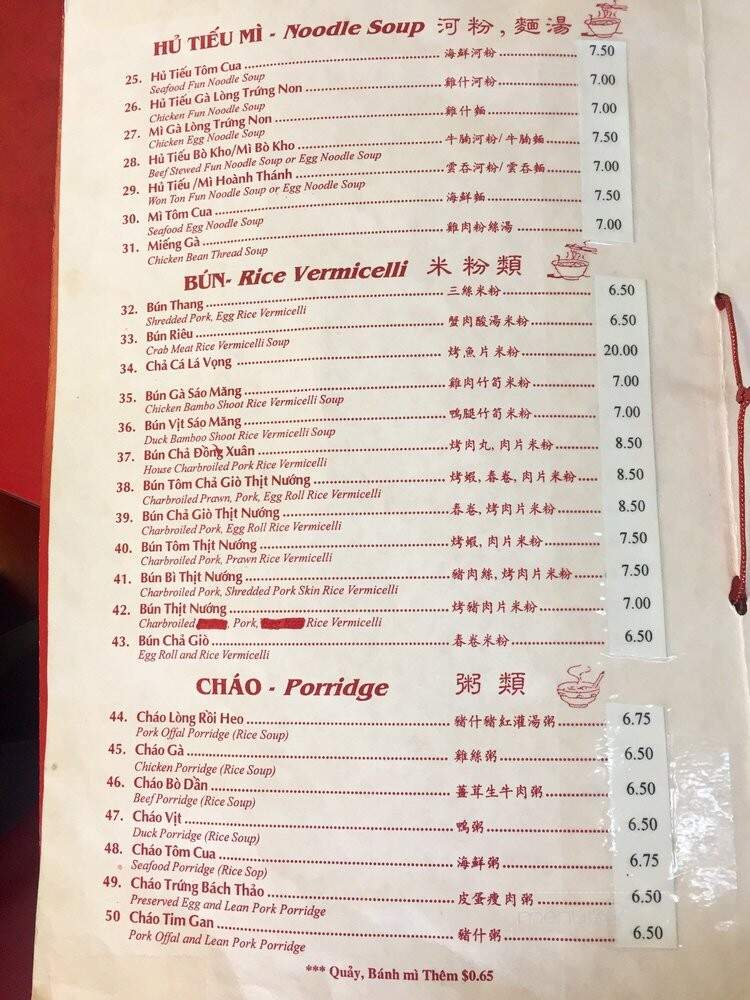 HỦ TIẾU MÌ - Noodle Soup 河粉,麵湯
25. Hủ Tiếu Tôm Cua 海鮮河粉 7.50
Seafood Fun Noodle Soup
26. Hủ Tiếu Gà Lòng Trứng Non 雞什河粉 7.00
Chicken Fun Noodle Soup
27. Mì Gà Lòng Trứng Non 雞什麵 7.00
Chicken Egg Noodle Soup
28. Hủ Tiếu Bò Kho/Mì Bò Kho 牛腩河粉/牛腩麵 7.50
Beef Stewed Fun Noodle Soup or Egg Noodle Soup
29. Hủ Tiếu /Mì Hoành Thánh 雲吞河粉/雲吞麵 7.00
Won Ton Fun Noodle Soup or Egg Noodle Soup
30. Mì Tôm Cua 海鮮麵 7.50
Seafood Egg Noodle Soup
31. Miếng Gà 雞肉粉絲湯 7.00
Chicken Bean Thread Soup
BÚN- Rice Vermicelli 米粉類
32. Bún Thang 三絲米粉 6.50
Shredded Pork, Egg Rice Vermicelli
33. Bún Riêu 蟹肉酸湯米粉 6.50
Crab Meat Rice Vermicelli Soup
34. Chả Cá Lá Vọng 烤魚片米粉 20.00
35. Bún Gà Sáo Măng 雞肉竹筍米粉 7.00
Chicken Bambo Shoot Rice Vermicelli Soup
36. Bún Vịt Sáo Măng 鴨腿竹筍米粉 7.00
Duck Bamboo Shoot Rice Vermicelli Soup
37. Bún Chả Đồng Xuân 烤肉丸,肉片米粉 8.50
House Charbroiled Pork Rice Vermicelli
38. Bún Tôm Chả Giò Thịt Nướng 烤蝦,春卷,肉片米粉 8.50
Charbroiled Prawn, Pork, Egg Roll Rice Vermicelli
39. Bún Chả Giò Thịt Nướng 春卷,烤肉片米粉 8.50
Charbroiled Pork, Egg Roll Rice Vermicelli
40. Bún Tôm Thịt Nướng 烤蝦,肉片米粉 7.50
Charbroiled Pork, Prawn Rice Vermicelli
41. Bún Bì Thịt Nướng 豬肉絲,烤肉片米粉 7.50
Charbroiled Pork, Shredded Pork Skin Rice Vermicelli
42. Bún Thịt Nướng 烤豬肉片米粉 7.00
Charbroiled , Pork, Rice Vermicelli
43. Bún Chả Giò 春卷米粉 6.50
Egg Roll and Rice Vermicelli
CHÁO - Porridge 粥類
44. Cháo Lòng Rồi Heo 豬什豬紅灌湯粥 6.75
Pork Offal Porridge (Rice Soup)
45. Cháo Gà 雞絲粥 6.50
Chicken Porridge (Rice Soup)
46. Cháo Bò Dần 薑茸生牛肉粥 6.50
Beef Porridge (Rice Soup)
47. Cháo Vịt 鴨粥 6.50
Duck Porridge (Rice Soup)
48. Cháo Tôm Cua 海鮮粥 6.75
Seafood Porridge (Rice Sop)
49. Cháo Trứng Bách Thảo 皮蛋瘦肉粥 6.50
Preserved Egg and Lean Pork Porridge
50 Cháo Tim Gan 豬什粥 6.50
Pork Offal and Lean Pork Porridge
*** Quảy, Bánh mì Thêm $0.65